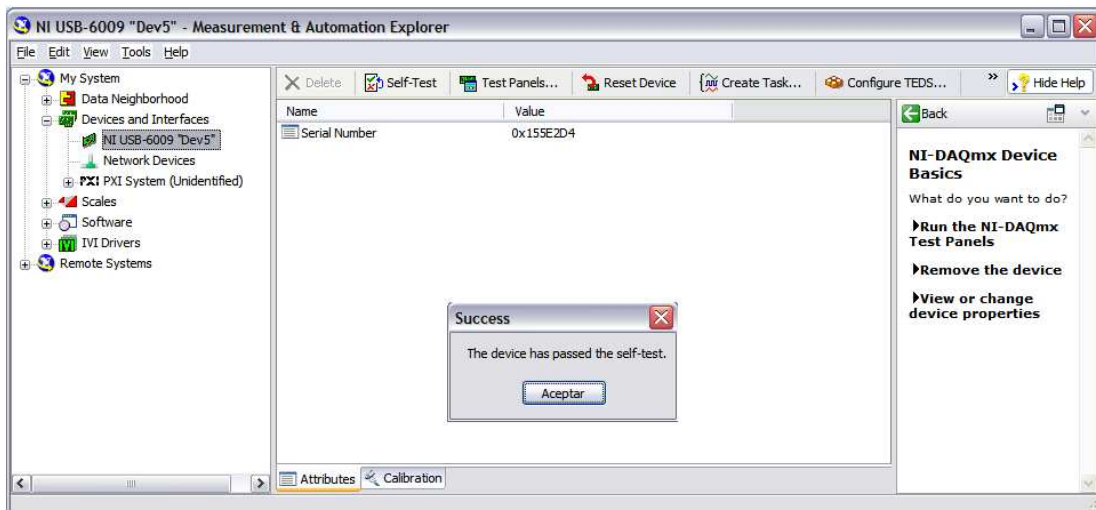 NI USB-6009 "Dev5" - Measurement & Automation Explorer
File Edit View Tools Help
My System
Data Neighborhood
Devices and Interfaces
NI USB-6009 "Dev5"
Network Devices
PXI PXI System (Unidentified)
Scales
Software
IVI IVI Drivers
Remote Systems
Delete Self-Test Test Panels... Reset Device Create Task... Configure TEDS... » Hide Help
Name Value
Serial Number 0x155E2D4
Success
The device has passed the self-test.
Aceptar
Attributes Calibration
Back
NI-DAQmx Device
Basics
What do you want to do?
Run the NI-DAQmx
Test Panels
Remove the device
View or change
device properties